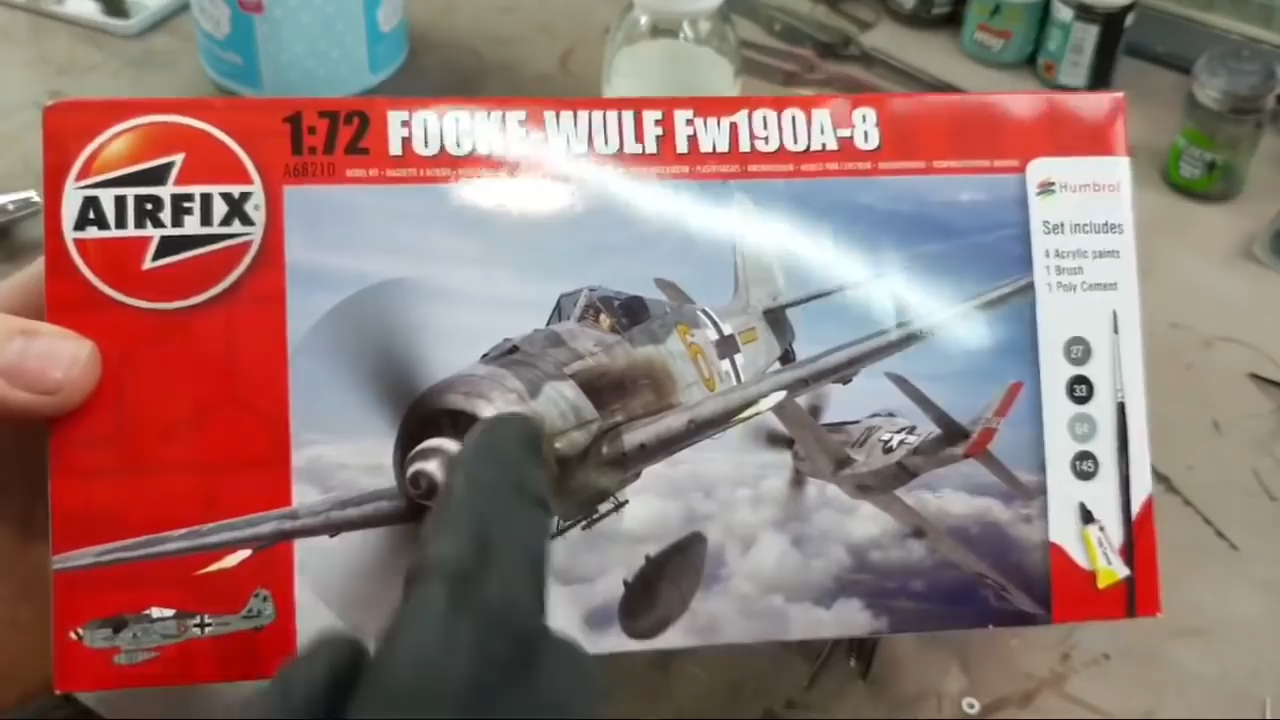 1:72 FOCKE-WULF Fw190A-8
A68210
AIRFIX
Humbrol
Set includes
4 Acrylic paints
1 Brush
1 Poly Cement
27
33
64
145
6